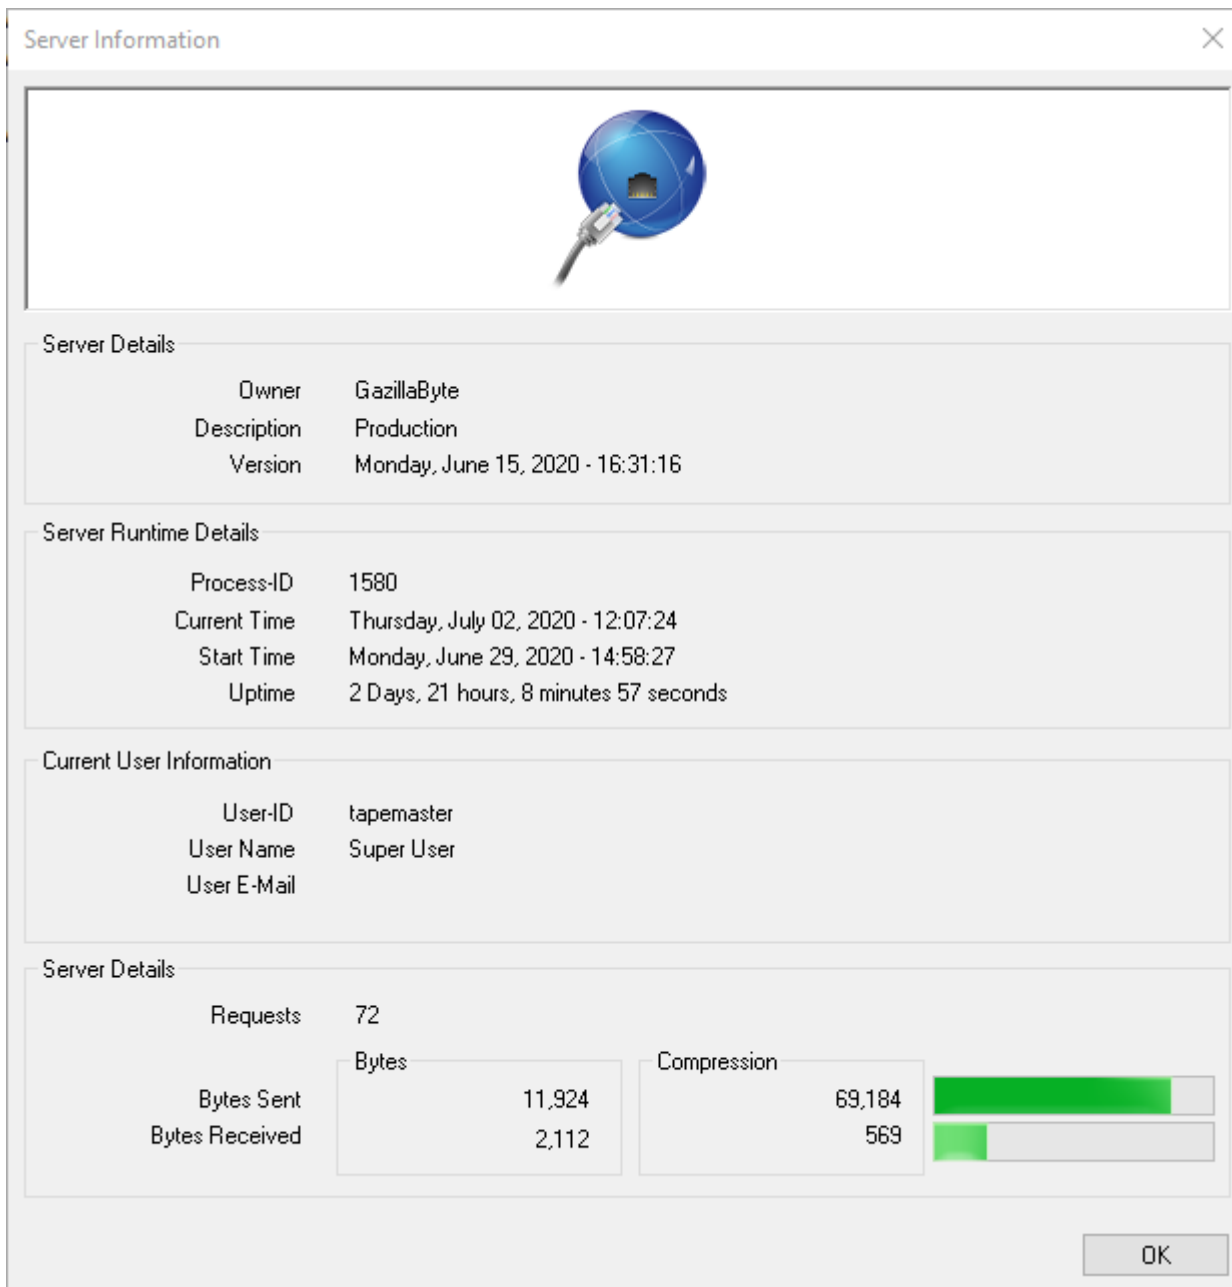 Server Information
Server Details
Owner GazillaByte
Description Production
Version Monday, June 15, 2020 - 16:31:16
Server Runtime Details
Process-ID 1580
Current Time Thursday, July 02, 2020 - 12:07:24
Start Time Monday, June 29, 2020 - 14:58:27
Uptime 2 Days, 21 hours, 8 minutes 57 seconds
Current User Information
User-ID tapemaster
User Name Super User
User E-Mail
Server Details
Requests 72
Bytes Compression
Bytes Sent 11,924 69,184
Bytes Received 2,112 569
OK